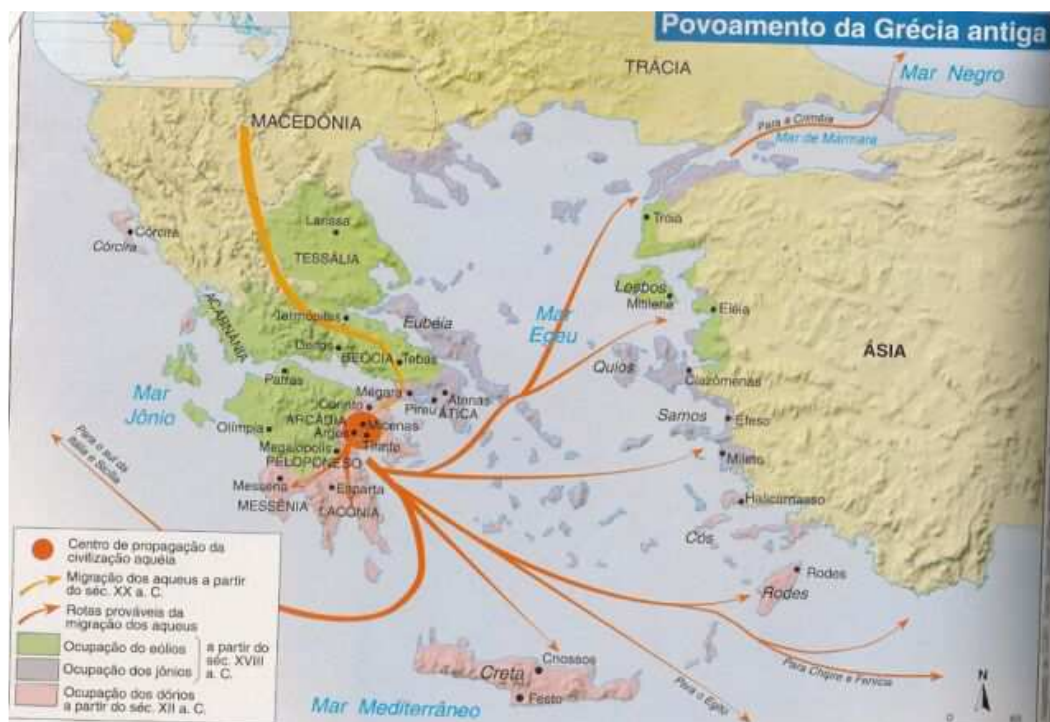 Povoamento da Grécia antiga
Mar Negro
TRÁCIA
Para a Criméia
Mar de Mármara
MACEDÔNIA
Tróia
Larissa
TESSÁLIA
Córcira
Córcira
Lesbos
Mitilene
Eléia
ACARNÂNIA
Termópilas
Eubéia
Mar
Egeu
ÁSIA
Delfos
BEÓCIA
Tebas
Quios
Clazômenas
Patras
Mar
Jônio
Mégara
Atenas
Pireu
ÁTICA
Corinto
Samos
Éfeso
ARCÁDIA
Micenas
Argos
Tirinto
Olímpia
Megalópolis
PELOPONESO
Mileto
Para o sul da
Itália e Sicília
Messena
Esparta
MESSÊNIA
LACÔNIA
Halicarnasso
Cós
Rodes
Rodes
Para Chipre e Fenícia
Creta
Cnossos
Festo
Para o Egito
Mar Mediterrâneo
N
0
Centro de propagação da
civilização aquéia
Migração dos aqueus a partir
do séc. XX a. C.
Rotas prováveis da
migração dos aqueus
Ocupação do eólios
Ocupação dos jônios
a partir do
séc. XVIII
a. C.
Ocupação dos dórios
a partir do séc. XII a. C.